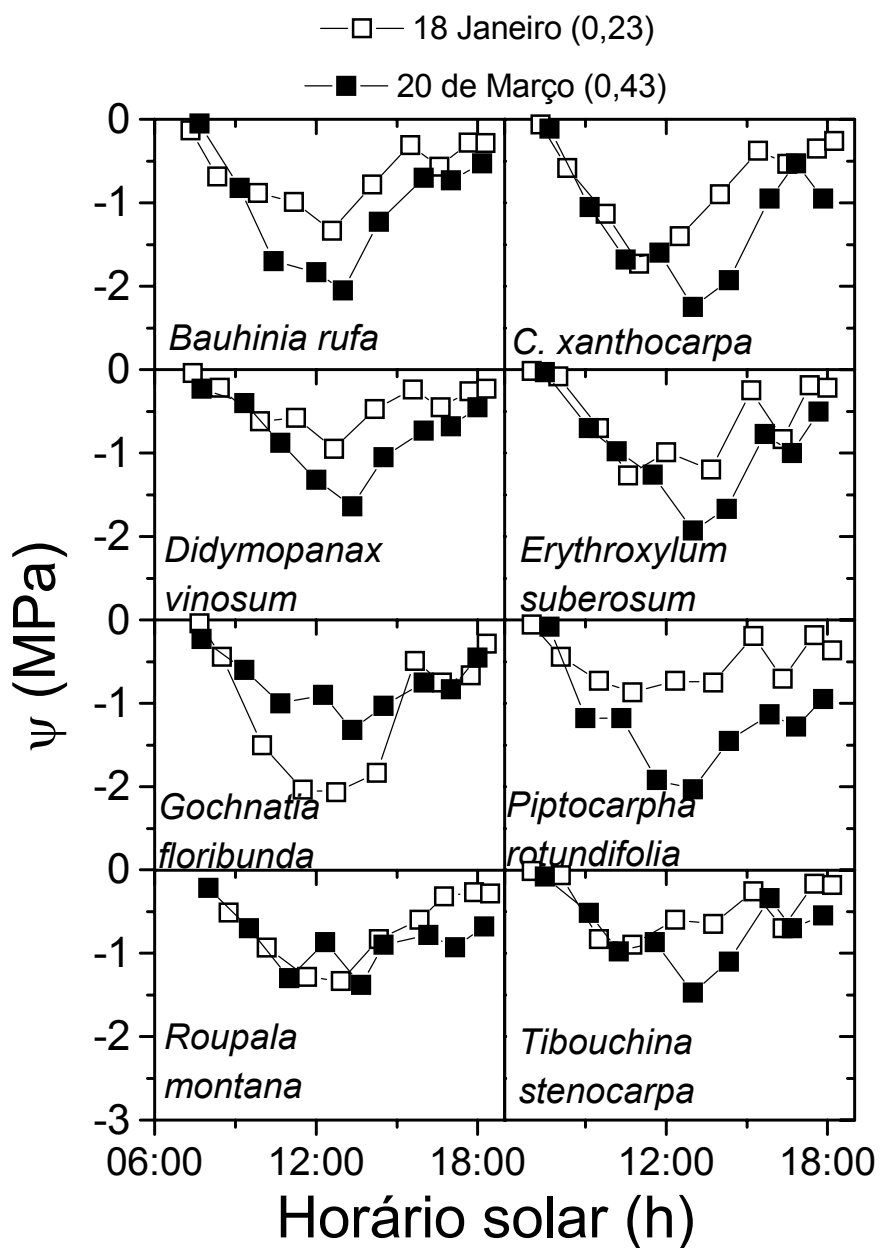 18 Janeiro (0,23)
20 de Março (0,43)
0
-1
-2
Bauhinia rufa
C. xanthocarpa
0
-1
-2
Didymopanax
vinosum
Erythroxylum
suberosum
0
-1
-2
Gochnatia
floribunda
Piptocarpha
rotundifolia
0
-1
-2
-3
Roupala
montana
Tibouchina
stenocarpa
ψ (MPa)
06:00 12:00 18:00 12:00 18:00
Horário solar (h)